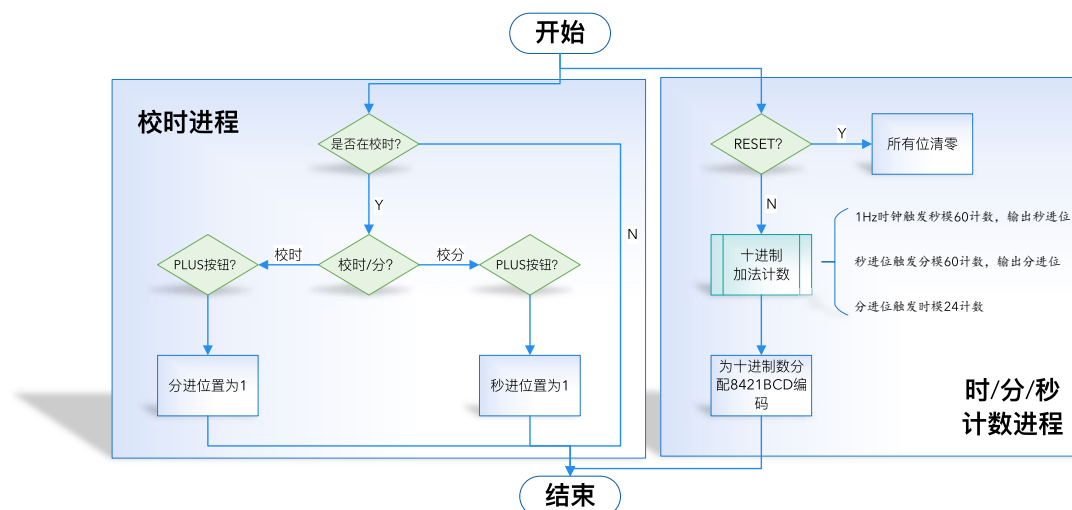 开始
校时进程
是否在校时？
RESET？
Y
所有位清零
Y
N
N
1Hz时钟触发秒模60计数，输出秒进位
PLUS按钮？
校时
校时/分？
校分
PLUS按钮？
十进制
加法计数
秒进位触发分模60计数，输出分进位
分进位触发时模24计数
分进位置为1
秒进位置为1
为十进制数分
配8421BCD编
码
时/分/秒
计数进程
结束